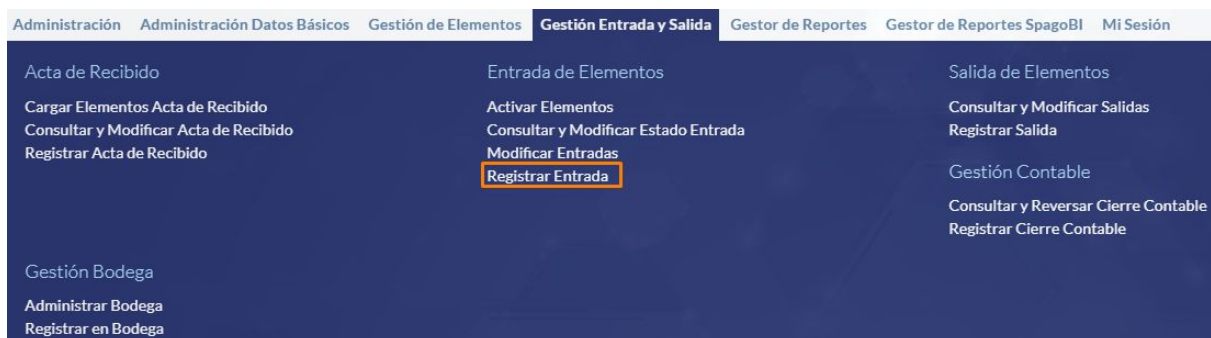 Administración Administración Datos Básicos Gestión de Elementos Gestión Entrada y Salida Gestor de Reportes Gestor de Reportes SpagoBI Mi Sesión
Acta de Recibido
Cargar Elementos Acta de Recibido
Consultar y Modificar Acta de Recibido
Registrar Acta de Recibido
Entrada de Elementos
Activar Elementos
Consultar y Modificar Estado Entrada
Modificar Entradas
Registrar Entrada
Salida de Elementos
Consultar y Modificar Salidas
Registrar Salida
Gestión Contable
Consultar y Reversar Cierre Contable
Registrar Cierre Contable
Gestión Bodega
Administrar Bodega
Registrar en Bodega